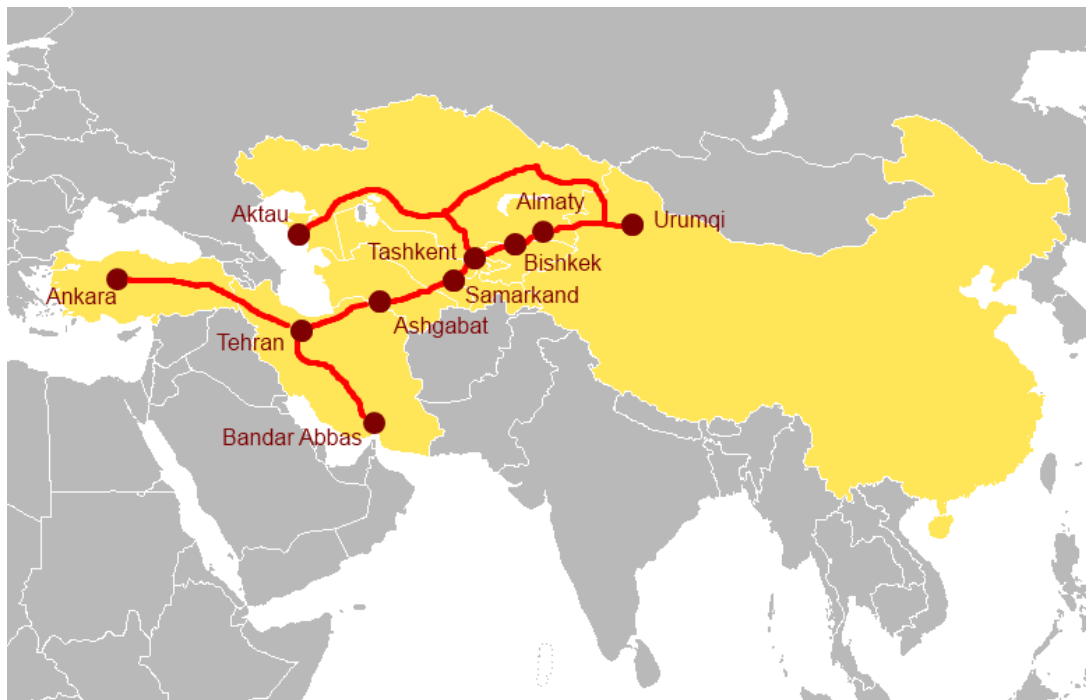 Almaty
Aktau
Urumqi
Tashkent
Bishkek
Ankara
Samarkand
Ashgabat
Tehran
Bandar Abbas